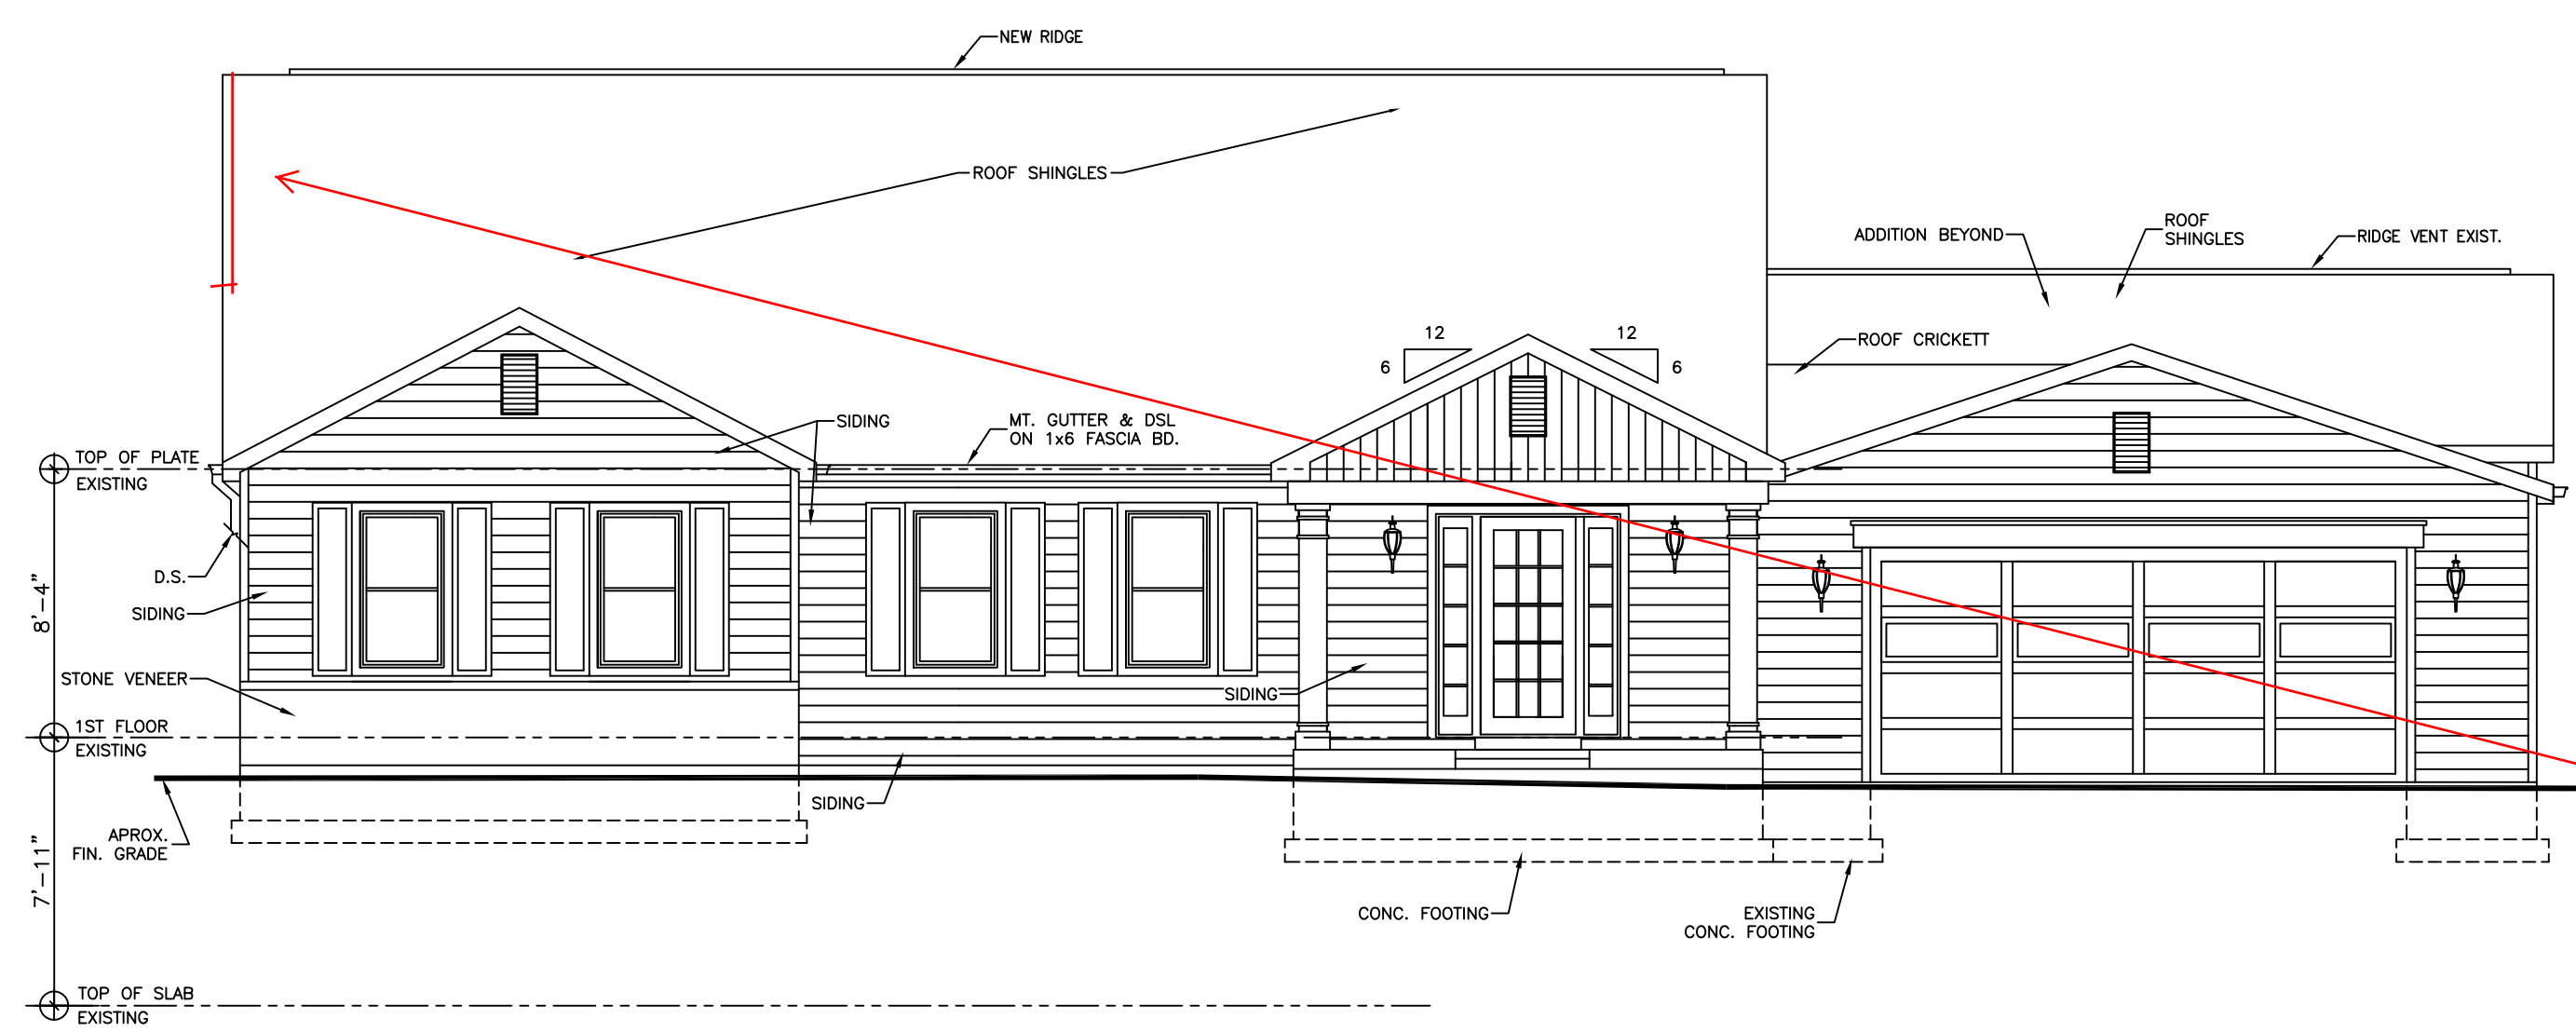 NEW RIDGE
ROOF SHINGLES
ADDITION BEYOND
ROOF
SHINGLES
RIDGE VENT EXIST.
ROOF CRICKETT
12
6
12
6
MT. GUTTER & DSL
ON 1x6 FASCIA BD.
SIDING
TOP OF PLATE
EXISTING
D.S.
SIDING
8'-4"
STONE VENEER
SIDING
1ST FLOOR
EXISTING
SIDING
APROX.
FIN. GRADE
7'-11"
CONC. FOOTING
EXISTING
CONC. FOOTING
TOP OF SLAB
EXISTING